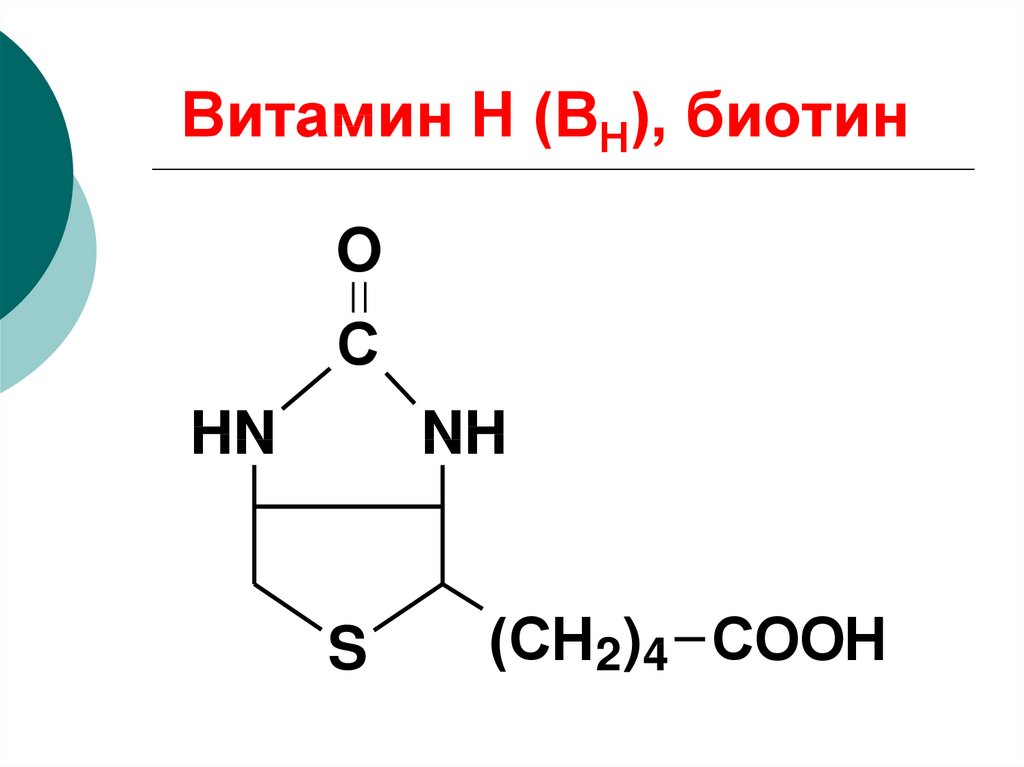 Витамин Н (ВН), биотин
O
C
HN NH
S (CH2)4 – COOH